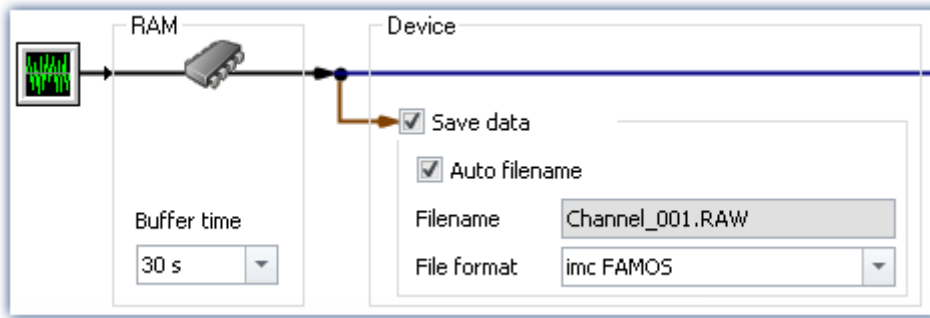 RAM
Device
Save data
Auto filename
Buffer time
Filename
Channel_001.RAW
30 s
File format
imc FAMOS